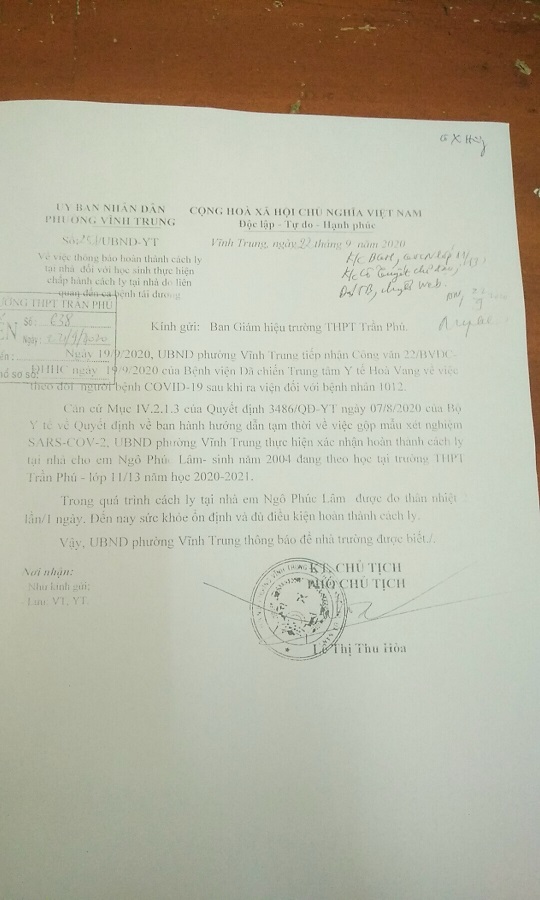 ỦY BAN NHÂN DÂN
PHƯỜNG VĨNH TRUNG
CỘNG HOÀ XÃ HỘI CHỦ NGHĨA VIỆT NAM
Độc lập - Tự do - Hạnh phúc
Số: /UBND-YT
Vĩnh Trung, ngày 22 tháng 9 năm 2020
Về việc thông báo hoàn thành cách ly
tại nhà đối với học sinh thực hiện
chấp hành cách ly tại nhà do liên
quan đến ca bệnh tái dương
ƯỜNG THPT TRẦN PHÚ
Số: 638
Ngày:
Kính gửi: Ban Giám hiệu trường THPT Trần Phú.
Ngày 19/9/2020, UBND phường Vĩnh Trung tiếp nhận Công văn 22/BVDC-
ĐHHC ngày 19/9/2020 của Bệnh viện Dã chiến Trung tâm Y tế Hoà Vang về việc
theo dõi người bệnh COVID-19 sau khi ra viện đối với bệnh nhân 1012.
Căn cứ Mục IV.2.1.3 của Quyết định 3486/QĐ-YT ngày 07/8/2020 của Bộ
Y tế về Quyết định về ban hành hướng dẫn tạm thời về việc gộp mẫu xét nghiệm
SARS-COV-2, UBND phường Vĩnh Trung thực hiện xác nhận hoàn thành cách ly
tại nhà cho em Ngô Phúc Lâm- sinh năm 2004 đang theo học tại trường THPT
Trần Phú - lớp 11/13 năm học 2020-2021.
Trong quá trình cách ly tại nhà em Ngô Phúc Lâm được đo thân nhiệt 2
lần/1 ngày. Đến nay sức khỏe ổn định và đủ điều kiện hoàn thành cách ly.
Vậy, UBND phường Vĩnh Trung thông báo để nhà trường được biết./.
Nơi nhận:
Như kính gửi;
Lưu: VT, YT.
KT. CHỦ TỊCH
PHÓ CHỦ TỊCH
Lê Thị Thu Hòa